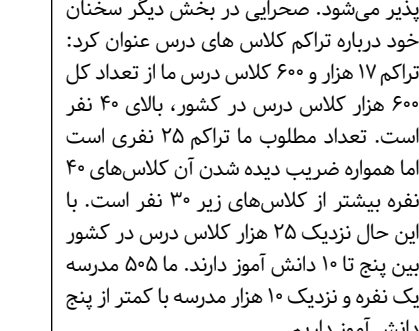 پذیر می‌شود. صحرایی در بخش دیگر سخنان
خود درباره تراکم کلاس های درس عنوان کرد:
تراکم ۱۷ هزار و ۶۰۰ کلاس درس ما از تعداد کل
۶۰۰ هزار کلاس درس در کشور، بالای ۴۰ نفر
است. تعداد مطلوب ما تراکم ۲۵ نفری است
اما همواره ضریب دیده شدن آن کلاس‌های ۴۰
نفره بیشتر از کلاس‌های زیر ۳۰ نفر است. با
این حال نزدیک ۲۵ هزار کلاس درس در کشور
بین پنج تا ۱۰ دانش آموز دارند. ما ۵۰۵ مدرسه
یک نفره و نزدیک ۱۰ هزار مدرسه با کمتر از پنج
دانش آموز داریم.